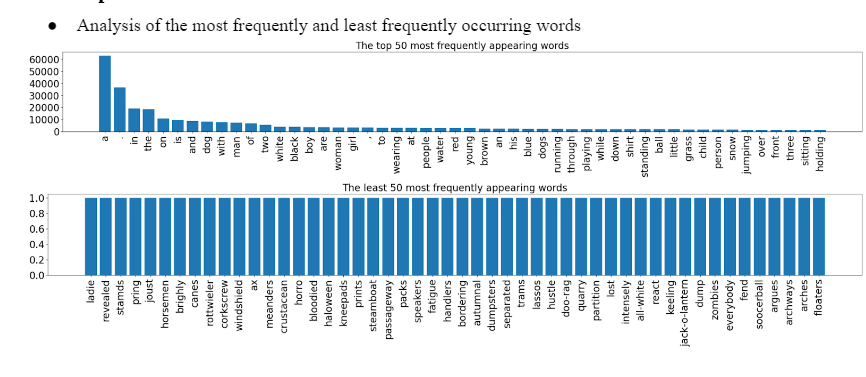 ● Analysis of the most frequently and least frequently occurring words
The top 50 most frequently appearing words
60000
50000
40000
30000
20000
10000
0
a . in the on is and dog with man of two white black boy are woman girl , to wearing at people water red young brown an his blue dogs running through playing while down shirt standing ball little grass child person snow jumping over front three sitting holding
The least 50 most frequently appearing words
1.0
0.8
0.6
0.4
0.2
0.0
ladie revealed stamds pring joust horsemen brighly canes rottwieler corkscrew windshield ax meanders crustacean horro bloodied haloween kneepads prints steamboat passageway packs speakers fatigue handlers bordering autumnal dumpsters separated trams lassos hustle doo-rag quarry partition lost intensely all-white react keeling jack-o-lantern dump zombies everybody fend soocerball argues archways arches floaters